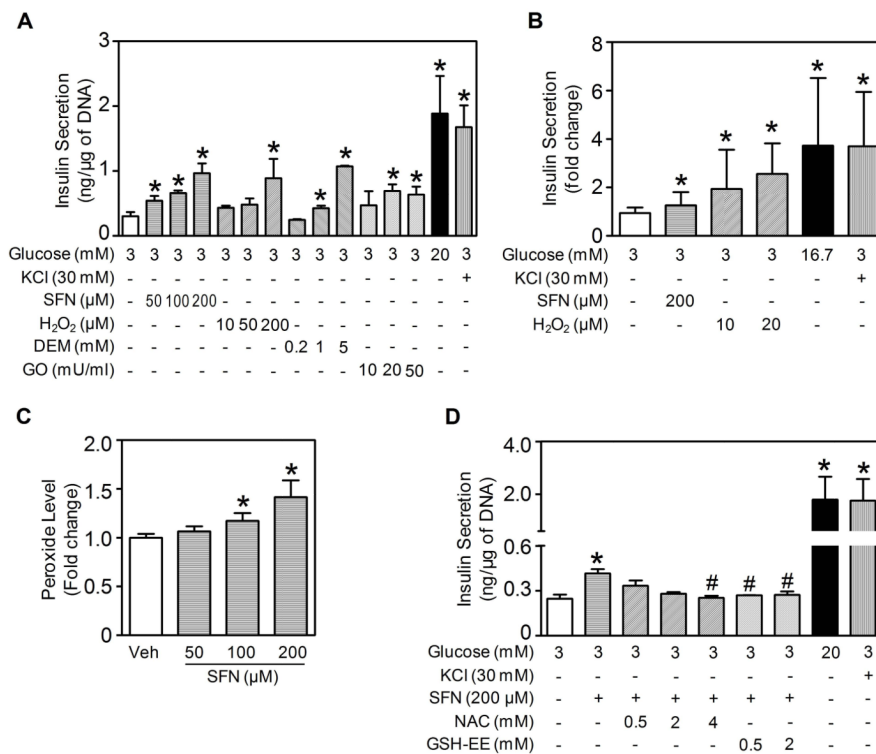 A
Insulin Secretion
(ng/µg of DNA)
3
2
1
0
* * * * * * * * * *
Glucose (mM) 3 3 3 3 3 3 3 3 3 3 3 3 3 20 3
KCl (30 mM) - - - - - - - - - - - - - - +
SFN (µM) - 50 100 200 - - - - - - - - - - -
H₂O₂ (µM) - - - - 10 50 200 - - - - - - - -
DEM (mM) - - - - - - - 0.2 1 5 - - - - -
GO (mU/ml) - - - - - - - - - - 10 20 50 - -
B
Insulin Secretion
(fold change)
8
6
4
2
0
* * * * *
Glucose (mM) 3 3 3 3 16.7 3
KCl (30 mM) - - - - - +
SFN (µM) - 200 - - - -
H₂O₂ (µM) - - 10 20 - -
C
Peroxide Level
(Fold change)
2.0
1.5
1.0
0.5
0.0
* *
Veh 50 100 200
SFN (µM)
D
Insulin Secretion
(ng/µg of DNA)
4.0
2.0
0.6
0.3
0.0
* # # # * *
Glucose (mM) 3 3 3 3 3 3 3 20 3
KCl (30 mM) - - - - - - - - +
SFN (200 µM) - + + + + + + - -
NAC (mM) - - 0.5 2 4 - - - -
GSH-EE (mM) - - - - - 0.5 2 - -